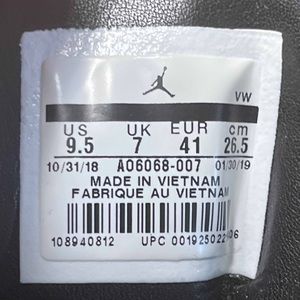 VW
US UK EUR cm
9.5 7 41 26.5
10/31/18 AO6068-007 01/30/19
MADE IN VIETNAM
FABRIQUE AU VIETNAM
108940812 UPC